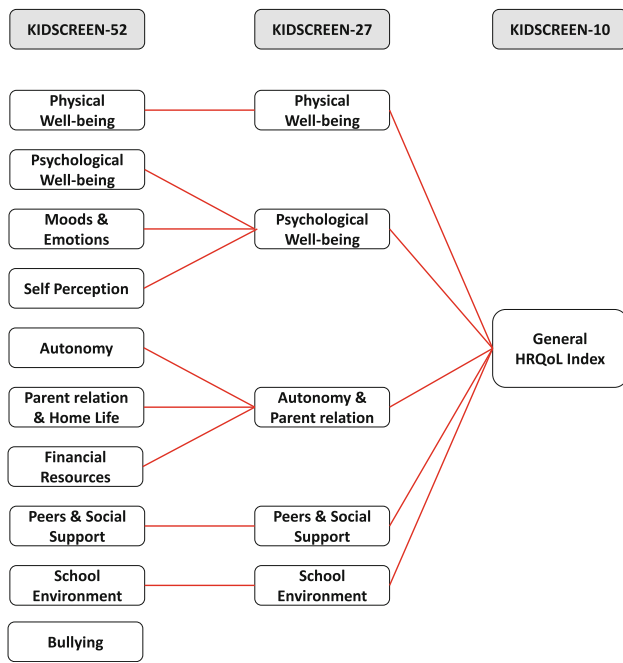 KIDSCREEN-52
KIDSCREEN-27
KIDSCREEN-10
Physical
Well-being
Psychological
Well-being
Moods &
Emotions
Self Perception
Autonomy
Parent relation
& Home Life
Financial
Resources
Peers & Social
Support
School
Environment
Bullying
Physical
Well-being
Psychological
Well-being
Autonomy &
Parent relation
Peers & Social
Support
School
Environment
General
HRQoL Index